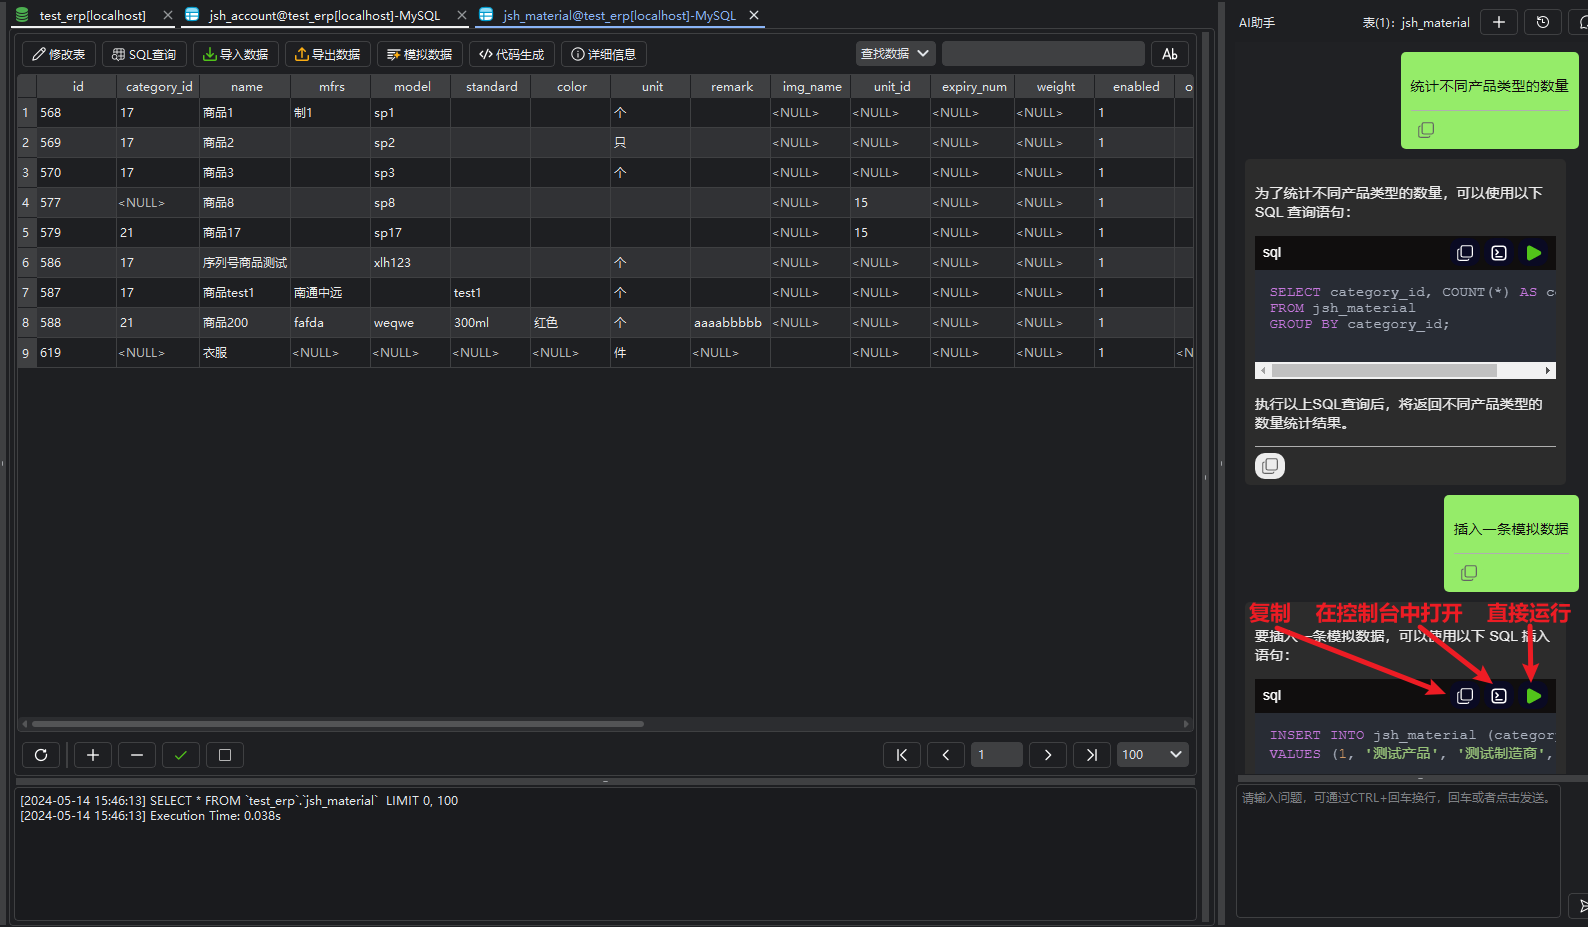 test_erp[localhost] jsh_account@test_erp[localhost]-MySQL jsh_material@test_erp[localhost]-MySQL
修改表 SQL查询 导入数据 导出数据 模拟数据 代码生成 详细信息 查找数据 Ab
id category_id name mfrs model standard color unit remark img_name unit_id expiry_num weight enabled o
1 568 17 商品1 制1 sp1 个 <NULL> <NULL> <NULL> <NULL> 1
2 569 17 商品2 sp2 只 <NULL> <NULL> <NULL> <NULL> 1
3 570 17 商品3 sp3 个 <NULL> <NULL> <NULL> <NULL> 1
4 577 <NULL> 商品8 sp8 <NULL> 15 <NULL> <NULL> 1
5 579 21 商品17 sp17 <NULL> 15 <NULL> <NULL> 1
6 586 17 序列号商品测试 xlh123 个 <NULL> <NULL> <NULL> <NULL> 1
7 587 17 商品test1 南通中远 test1 个 <NULL> <NULL> <NULL> <NULL> 1
8 588 21 商品200 fafda weqwe 300ml 红色 个 aaaabbbbb <NULL> <NULL> <NULL> <NULL> 1
9 619 <NULL> 衣服 <NULL> <NULL> <NULL> <NULL> 件 <NULL> <NULL> <NULL> <NULL> 1 <N
1 100
[2024-05-14 15:46:13] SELECT * FROM `test_erp`.`jsh_material` LIMIT 0, 100
[2024-05-14 15:46:13] Execution Time: 0.038s
AI助手 表(1)：jsh_material
统计不同产品类型的数量
为了统计不同产品类型的数量，可以使用以下
SQL 查询语句：
sql
SELECT category_id, COUNT(*) AS c
FROM jsh_material
GROUP BY category_id;
执行以上SQL查询后，将返回不同产品类型的
数量统计结果。
插入一条模拟数据
复制 在控制台中打开 直接运行
要插入一条模拟数据，可以使用以下 SQL 插入
语句：
sql
INSERT INTO jsh_material (categor
VALUES (1, '测试产品', '测试制造商',
请输入问题，可通过CTRL+回车换行，回车或者点击发送。